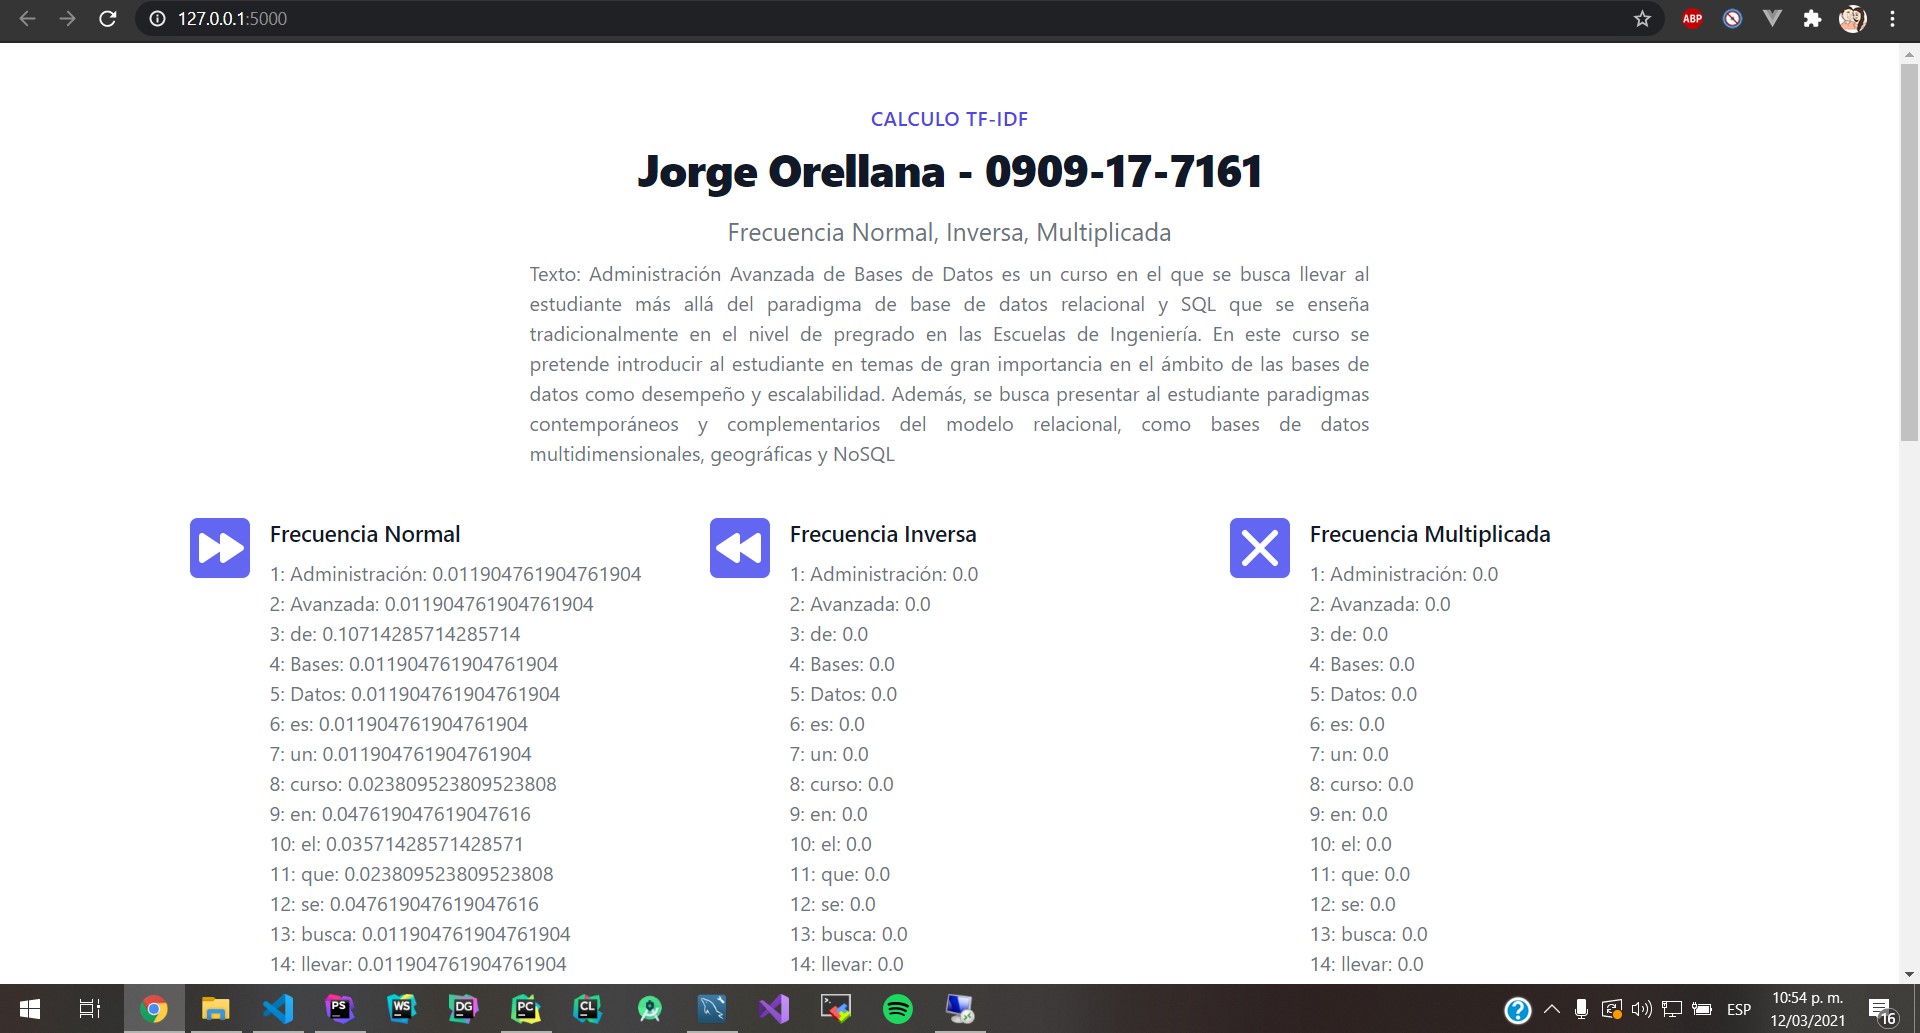 127.0.0.1:5000
ABP
CALCULO TF-IDF
Jorge Orellana - 0909-17-7161
Frecuencia Normal, Inversa, Multiplicada
Texto: Administración Avanzada de Bases de Datos es un curso en el que se busca llevar al
estudiante más allá del paradigma de base de datos relacional y SQL que se enseña
tradicionalmente en el nivel de pregrado en las Escuelas de Ingeniería. En este curso se
pretende introducir al estudiante en temas de gran importancia en el ámbito de las bases de
datos como desempeño y escalabilidad. Además, se busca presentar al estudiante paradigmas
contemporáneos y complementarios del modelo relacional, como bases de datos
multidimensionales, geográficas y NoSQL
Frecuencia Normal
1: Administración: 0.011904761904761904
2: Avanzada: 0.011904761904761904
3: de: 0.10714285714285714
4: Bases: 0.011904761904761904
5: Datos: 0.011904761904761904
6: es: 0.011904761904761904
7: un: 0.011904761904761904
8: curso: 0.023809523809523808
9: en: 0.047619047619047616
10: el: 0.03571428571428571
11: que: 0.023809523809523808
12: se: 0.047619047619047616
13: busca: 0.011904761904761904
14: llevar: 0.011904761904761904
Frecuencia Inversa
1: Administración: 0.0
2: Avanzada: 0.0
3: de: 0.0
4: Bases: 0.0
5: Datos: 0.0
6: es: 0.0
7: un: 0.0
8: curso: 0.0
9: en: 0.0
10: el: 0.0
11: que: 0.0
12: se: 0.0
13: busca: 0.0
14: llevar: 0.0
Frecuencia Multiplicada
1: Administración: 0.0
2: Avanzada: 0.0
3: de: 0.0
4: Bases: 0.0
5: Datos: 0.0
6: es: 0.0
7: un: 0.0
8: curso: 0.0
9: en: 0.0
10: el: 0.0
11: que: 0.0
12: se: 0.0
13: busca: 0.0
14: llevar: 0.0
PS
WS
DG
PC
CL
ESP
10:54 p. m.
12/03/2021
16